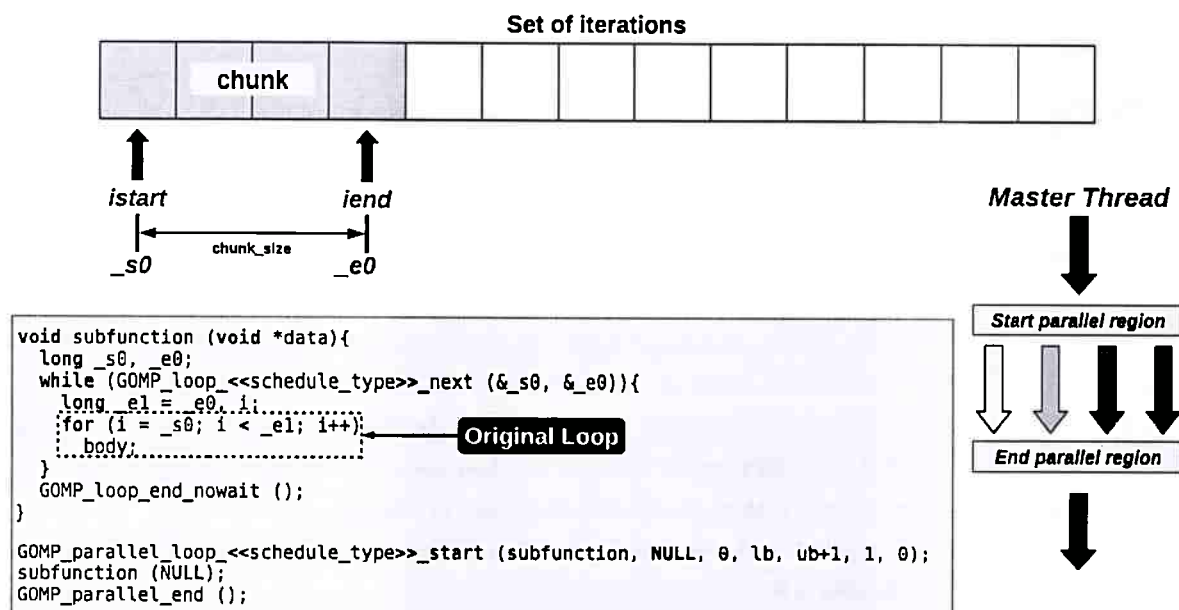 Set of iterations
chunk
istart
iend
chunk_size
_s0
_e0
Master Thread
Start parallel region
End parallel region
void subfunction (void *data){
long _s0, _e0;
while (GOMP_loop_<<schedule_type>>_next (&_s0, &_e0)){
long _e1 = _e0, i;
for (i = _s0; i < _e1; i++)
body;
Original Loop
}
GOMP_loop_end_nowait ();
}
GOMP_parallel_loop_<<schedule_type>>_start (subfunction, NULL, 0, lb, ub+1, 1, 0);
subfunction (NULL);
GOMP_parallel_end ();